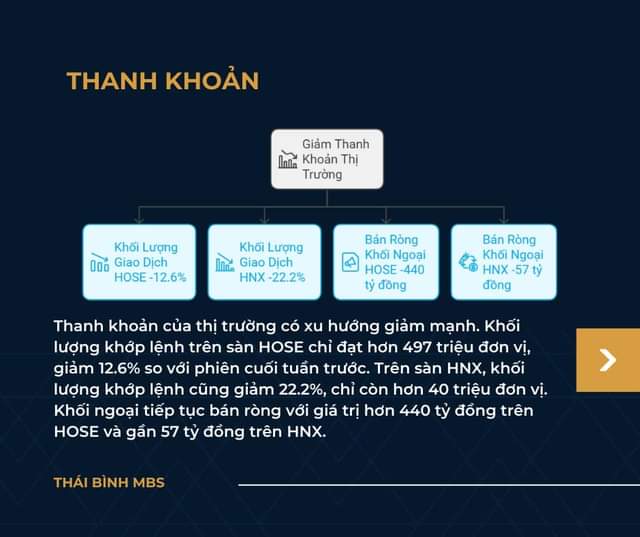 THANH KHOẢN
Giảm Thanh
Khoản Thị
Trường
Khối Lượng
Giao Dịch
HOSE -12.6%
Khối Lượng
Giao Dịch
HNX -22.2%
Bán Ròng
Khối Ngoại
HOSE -440
tỷ đồng
Bán Ròng
Khối Ngoại
HNX -57 tỷ
đồng
Thanh khoản của thị trường có xu hướng giảm mạnh. Khối
lượng khớp lệnh trên sàn HOSE chỉ đạt hơn 497 triệu đơn vị,
giảm 12.6% so với phiên cuối tuần trước. Trên sàn HNX, khối
lượng khớp lệnh cũng giảm 22.2%, chỉ còn hơn 40 triệu đơn vị.
Khối ngoại tiếp tục bán ròng với giá trị hơn 440 tỷ đồng trên
HOSE và gần 57 tỷ đồng trên HNX.
THÁI BÌNH MBS